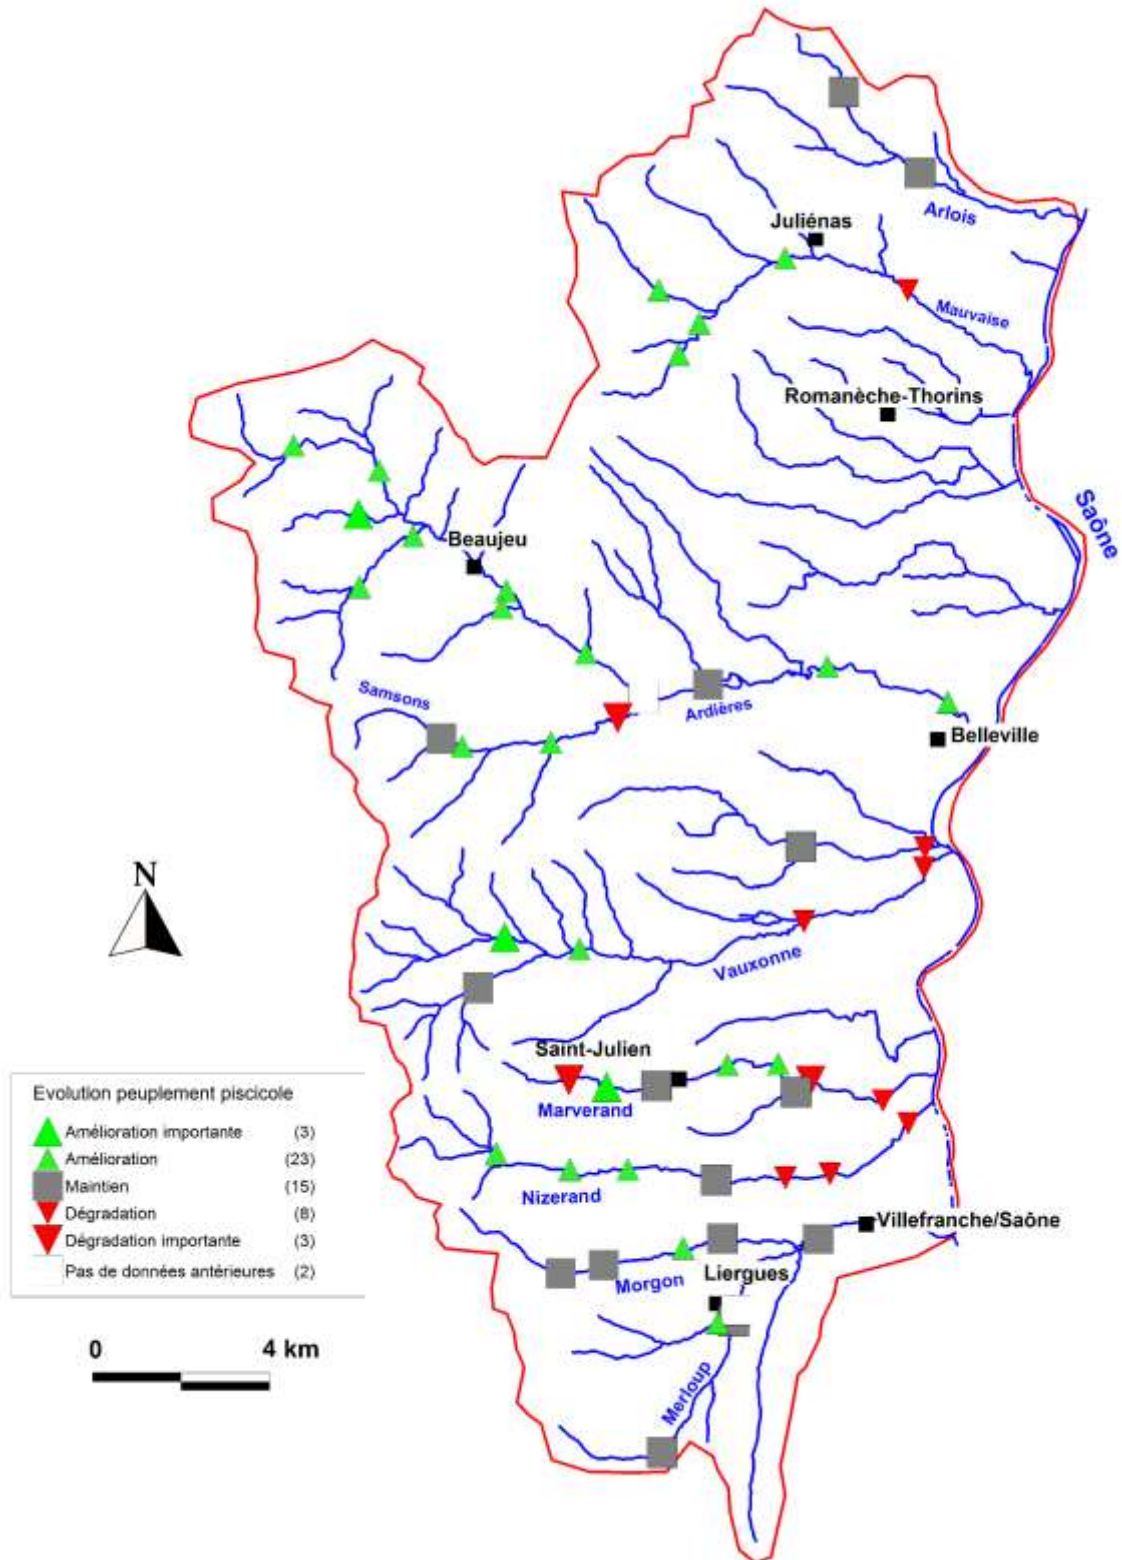 Juliénas
Arlois
Mauvaise
Romanèche-Thorins
Saône
Beaujeu
Samsons
Ardières
Belleville
N
Vauxonne
Saint-Julien
Marverand
Nizerand
Villefranche/Saône
Morgon
Liergues
Merloup
Evolution peuplement piscicole
Amélioration importante (3)
Amélioration (23)
Maintien (15)
Dégradation (8)
Dégradation importante (3)
Pas de données antérieures (2)
0 4 km